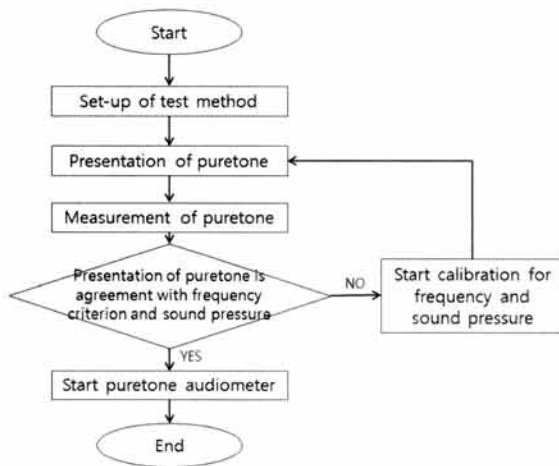 Start
Set-up of test method
Presentation of puretone
Measurement of puretone
Presentation of puretone is
agreement with frequency
criterion and sound pressure
NO
Start calibration for
frequency and
sound pressure
YES
Start puretone audiometer
End